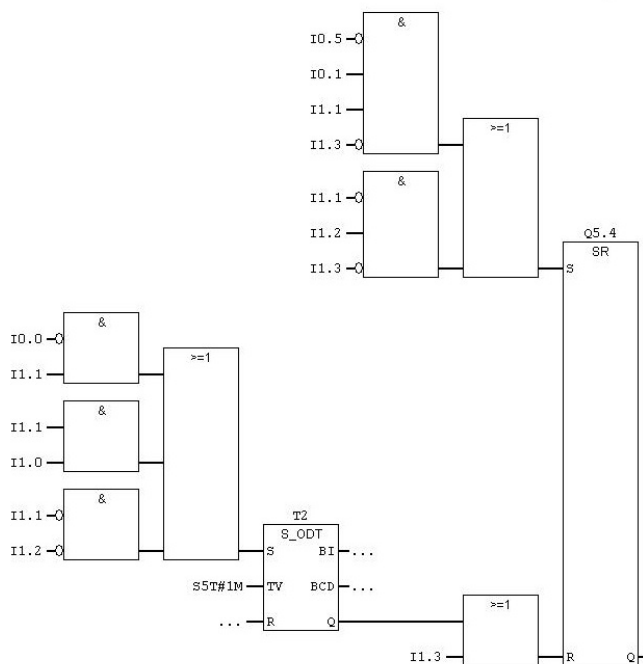 &
I0.5
I0.1
I1.1
I1.3
>=1
&
I1.1
I1.2
I1.3
Q5.4
SR
S
&
I0.0
I1.1
>=1
&
I1.1
I1.0
&
I1.1
I1.2
T2
S_ODT
S BI ...
S5T#1M TV BCD ...
... R Q
>=1
I1.3 R Q